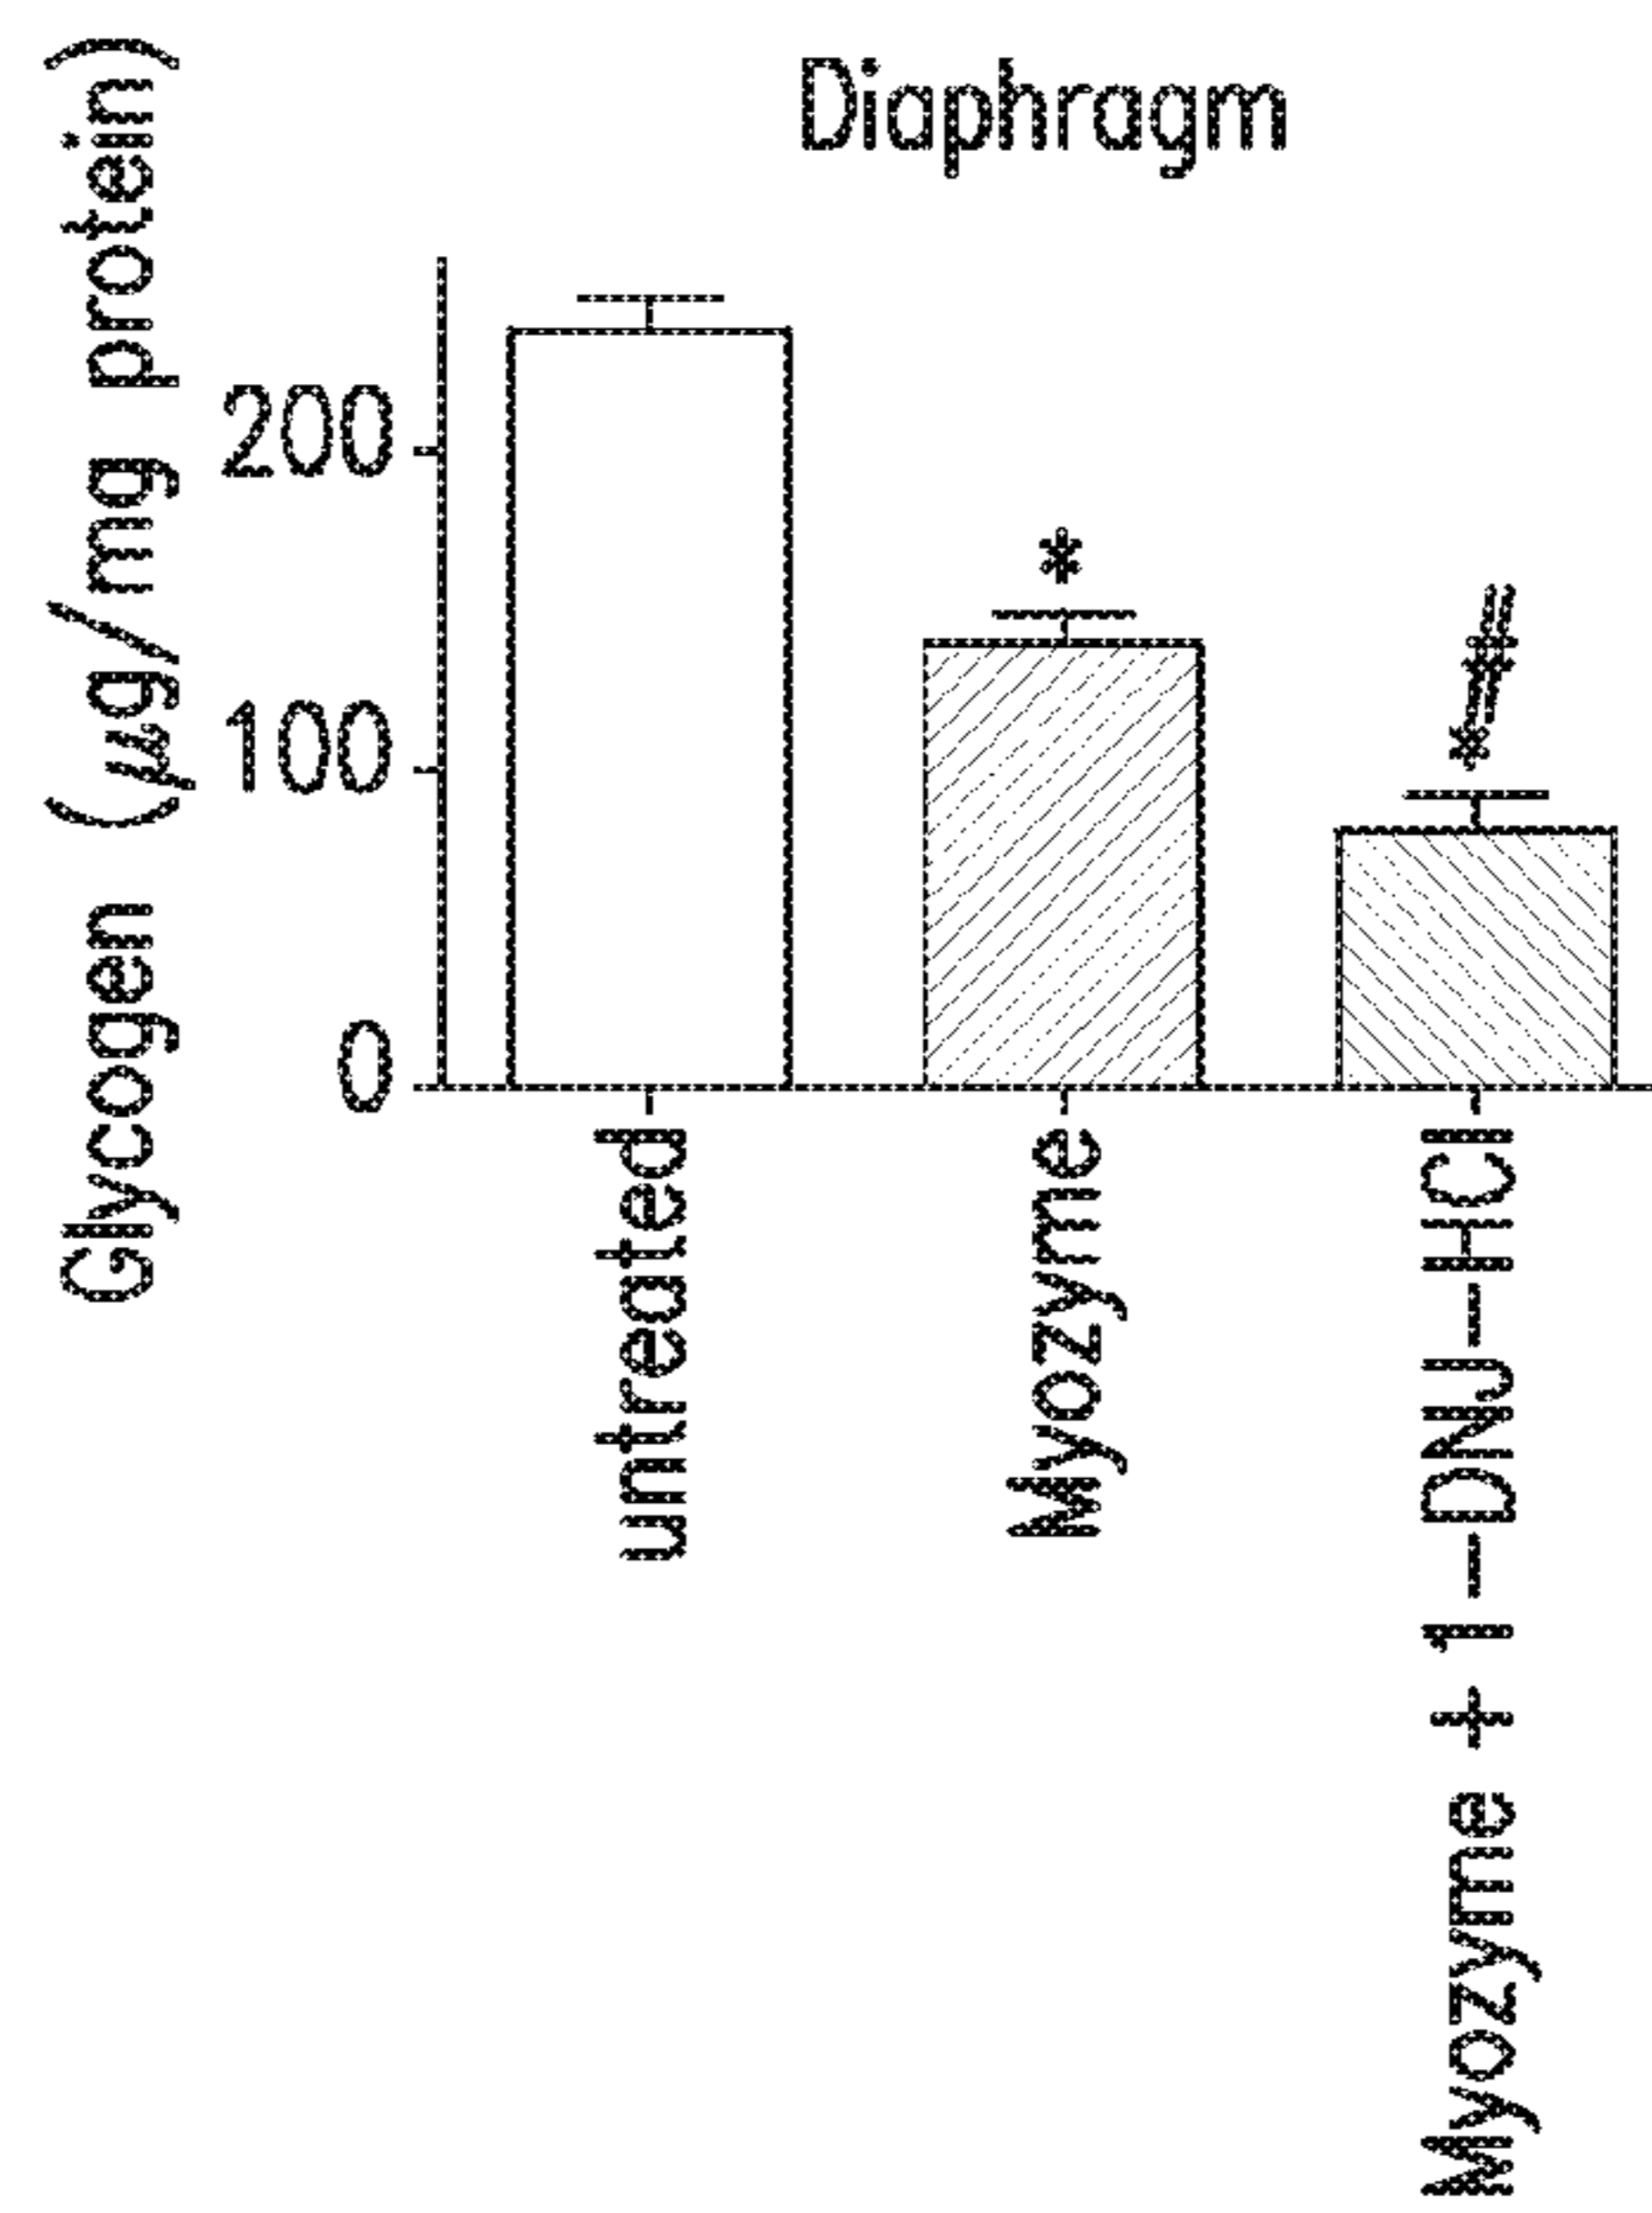 Diaphragm
Glycogen (µg/mg protein)
200
100
0
*
*#
untreated
Myozyme
Myozyme + 1-DNJ-HCl